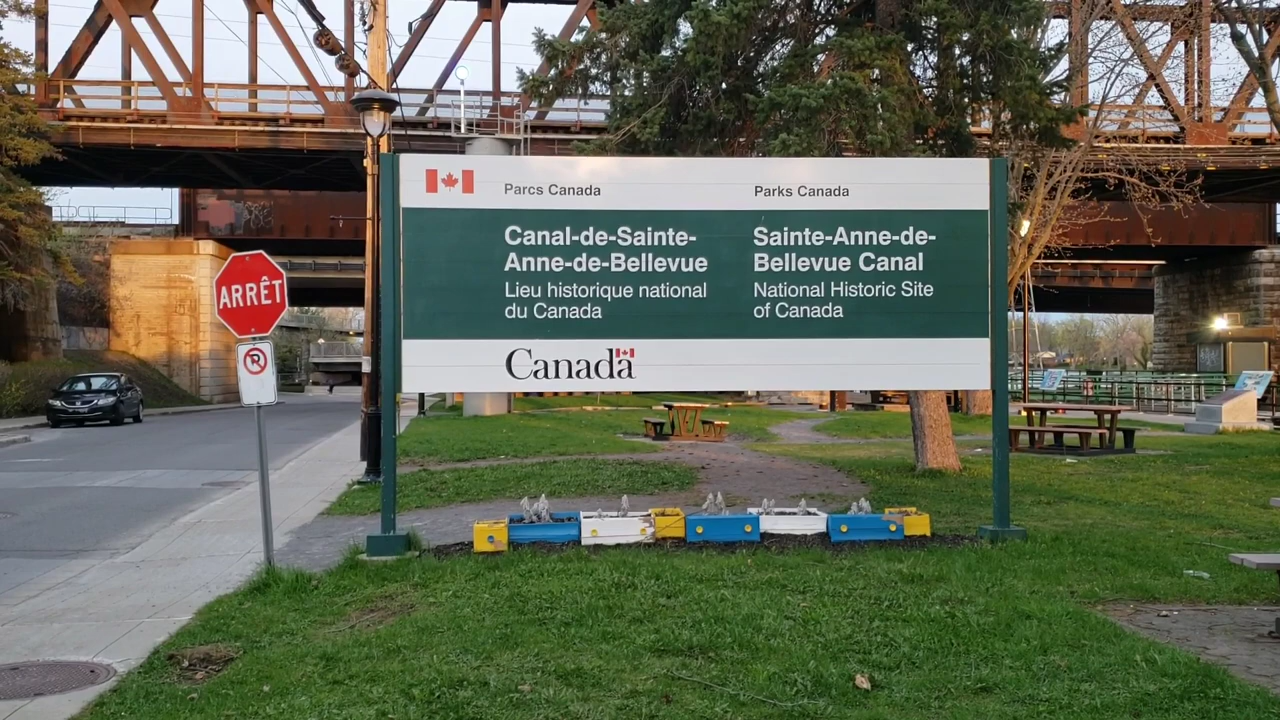 Parcs Canada
Parks Canada
Canal-de-Sainte-
Anne-de-Bellevue
Lieu historique national
du Canada
Sainte-Anne-de-
Bellevue Canal
National Historic Site
of Canada
Canada
ARRÊT
P